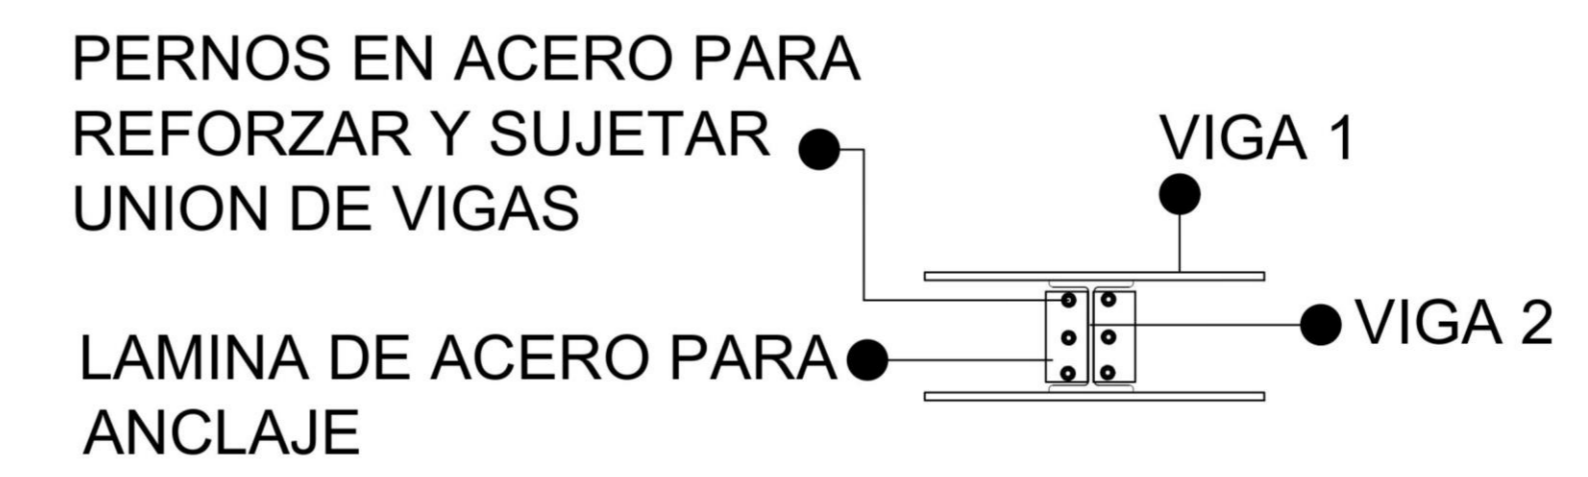 PERNOS EN ACERO PARA
REFORZAR Y SUJETAR
UNION DE VIGAS
VIGA 1
VIGA 2
LAMINA DE ACERO PARA
ANCLAJE